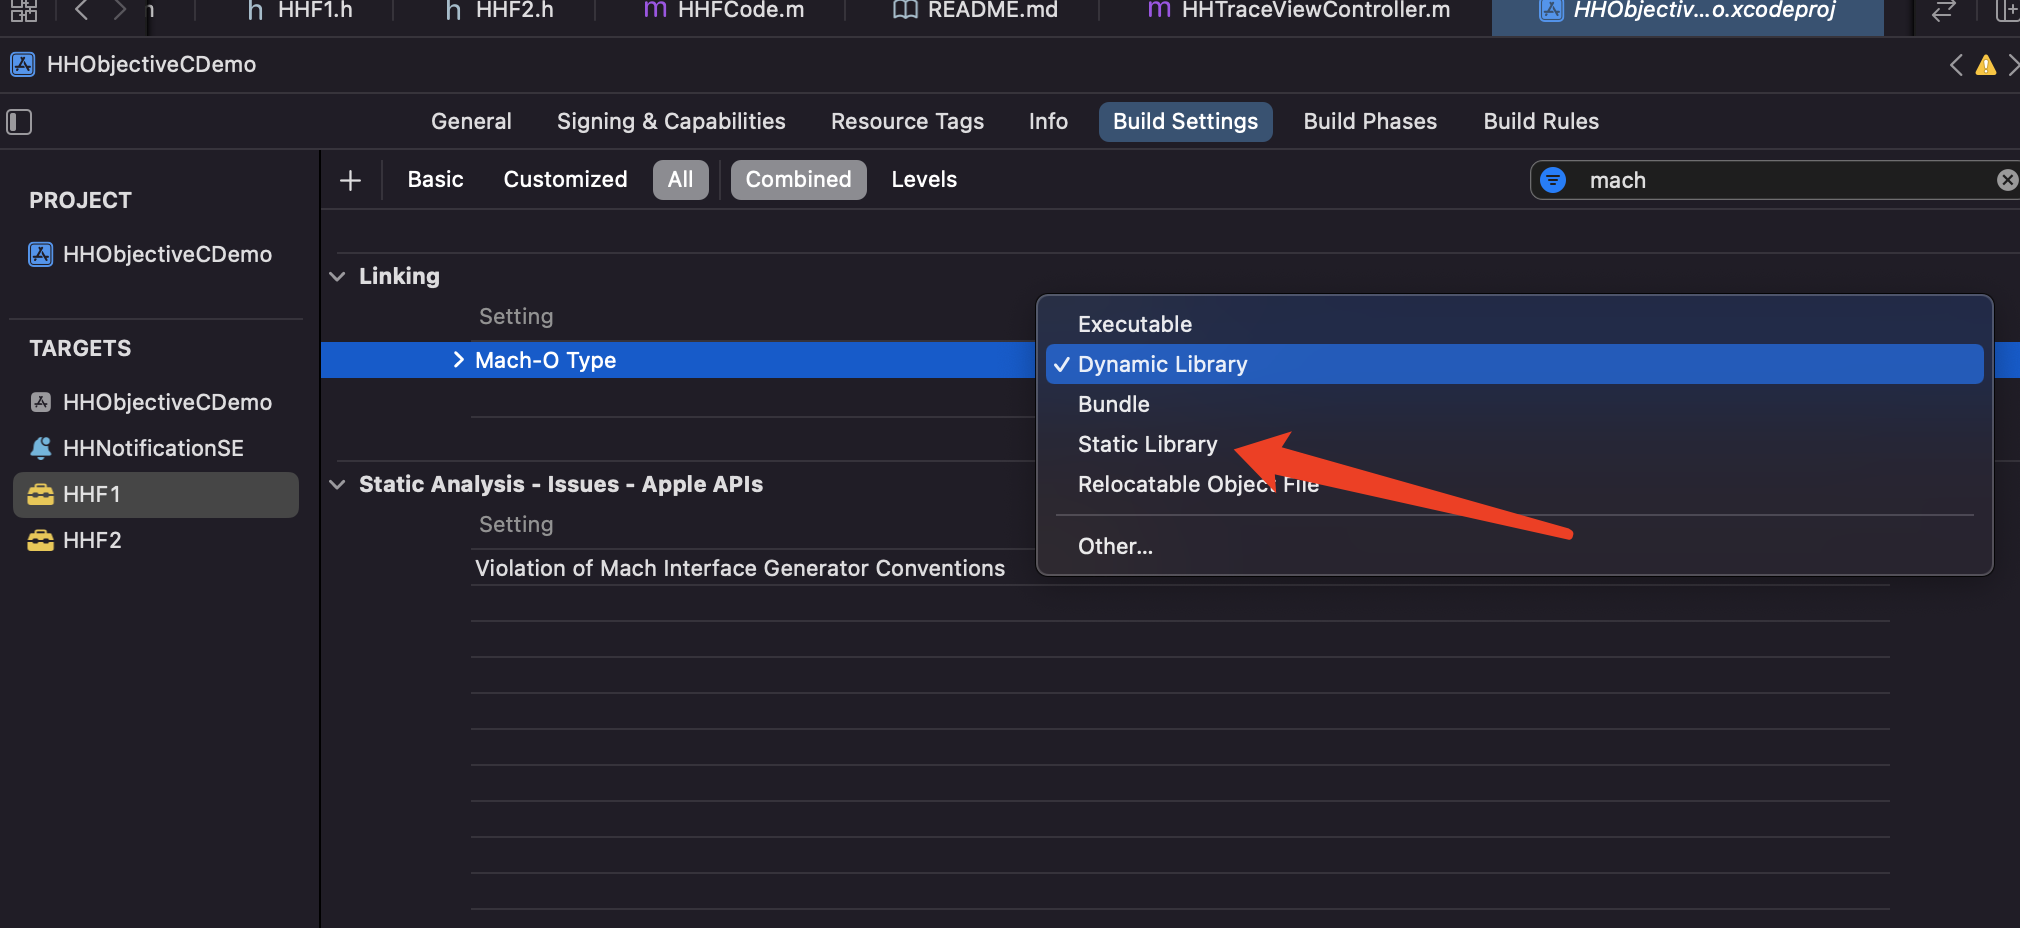 HHF1.h
HHF2.h
HHFCode.m
README.md
HHTraceViewController.m
HHObjectiv...o.xcodeproj
HHObjectiveCDemo
General
Signing & Capabilities
Resource Tags
Info
Build Settings
Build Phases
Build Rules
PROJECT
HHObjectiveCDemo
TARGETS
HHObjectiveCDemo
HHNotificationSE
HHF1
HHF2
Basic
Customized
All
Combined
Levels
mach
Linking
Setting
Mach-O Type
Executable
Dynamic Library
Bundle
Static Library
Relocatable Object File
Other...
Static Analysis - Issues - Apple APIs
Setting
Violation of Mach Interface Generator Conventions